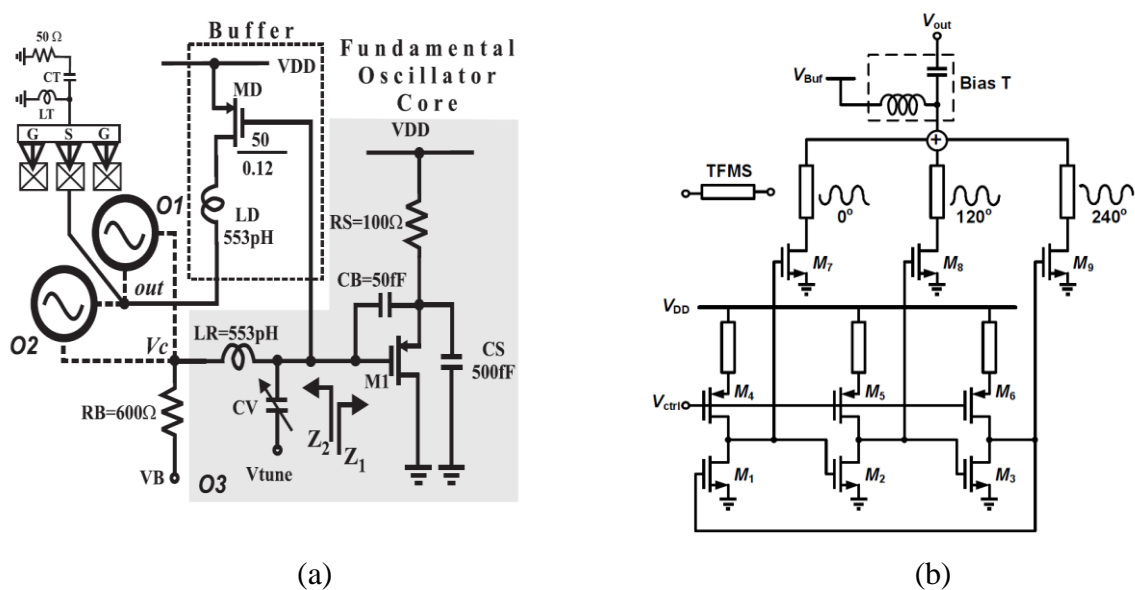 50 Ω
CT
LT
G S G
Buffer
VDD
MD
50
0.12
LD
553pH
Fundamental
Oscillator
Core
VDD
RS=100Ω
CB=50fF
O1
O2
out
Vc
LR=553pH
M1
CS
500fF
RB=600Ω
CV
Z2
Z1
VB
O3
Vtune
(a)
Vout
VBuf
Bias T
+
TFMS
0°
120°
240°
M7
M8
M9
VDD
M4
M5
M6
Vctrl
M1
M2
M3
(b)